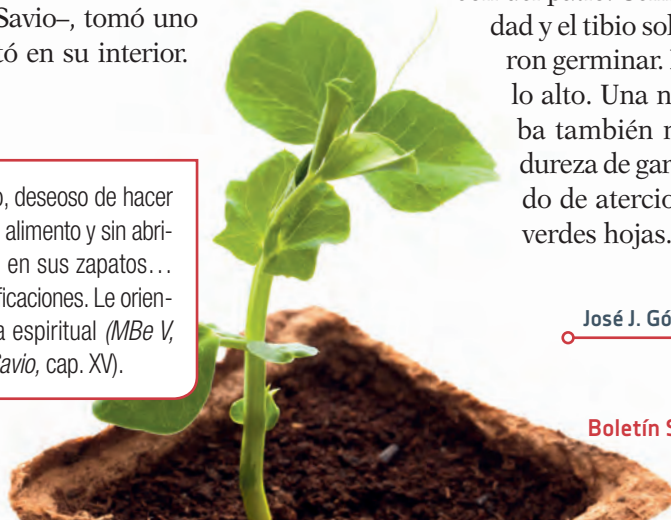 Savio–, tomó uno
tó en su interior.
o, deseoso de hacer
alimento y sin abri-
en sus zapatos…
ficaciones. Le orien-
a espiritual (MBe V,
avio, cap. XV).
dad y el tibio sol
ron germinar.
lo alto. Una n
ba también
dureza de gar
do de atercio
verdes hojas.
José J. Gó
Boletín S